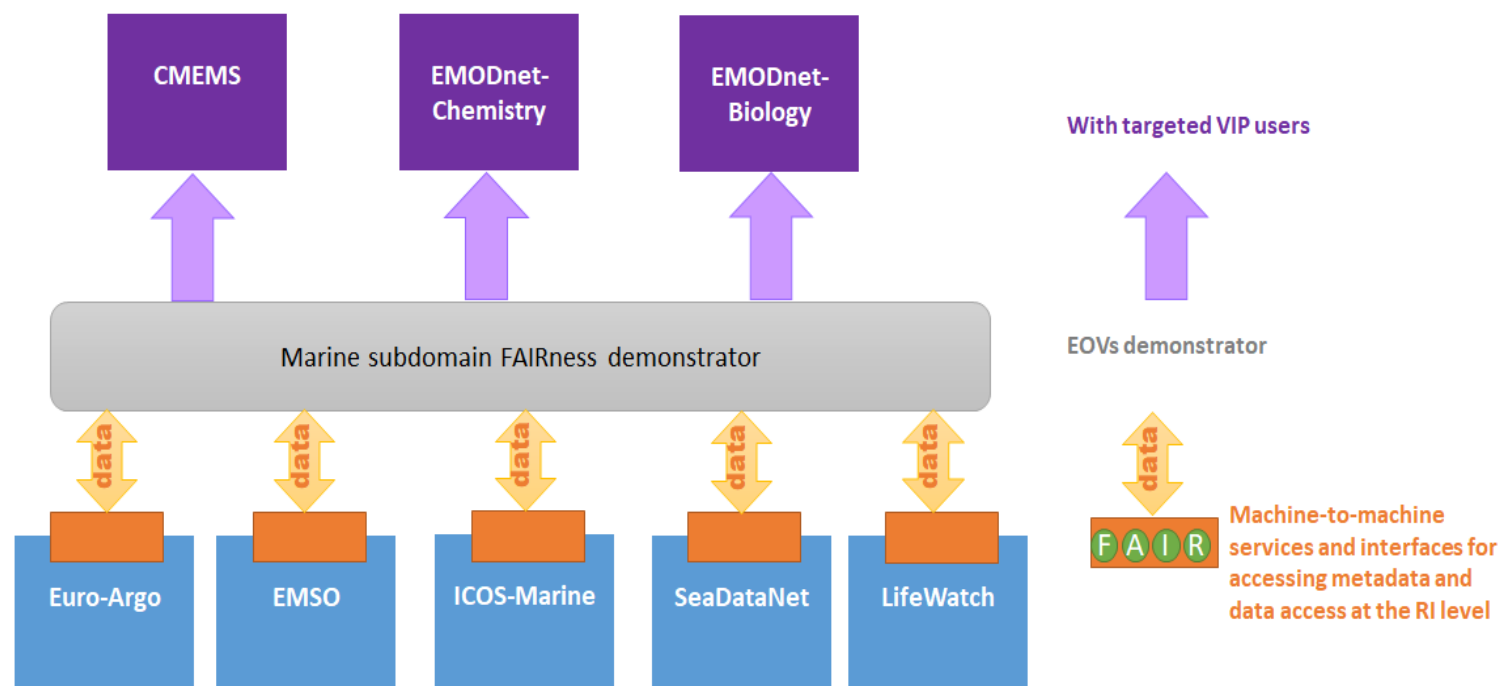 CMEMS
EMODnet-
Chemistry
EMODnet-
Biology
With targeted VIP users
Marine subdomain FAIRness demonstrator
EOVs demonstrator
data
data
data
data
data
data
Euro-Argo
EMSO
ICOS-Marine
SeaDataNet
LifeWatch
F A I R
Machine-to-machine
services and interfaces for
accessing metadata and
data access at the RI level